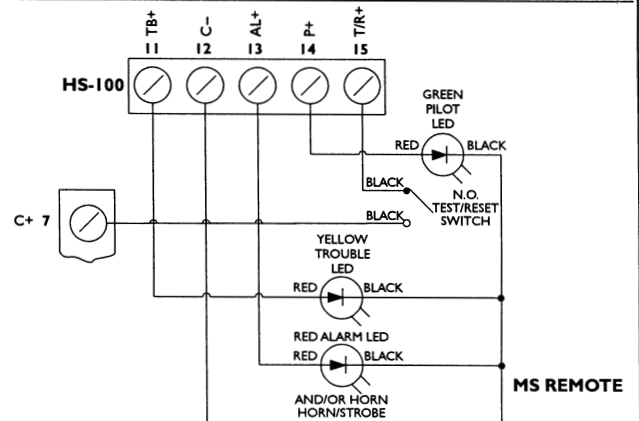 TB+ C– AL+ P+ T/R+
11 12 13 14 15
HS-100
GREEN
PILOT
LED
RED BLACK
BLACK
N.O.
TEST/RESET
SWITCH
C+ 7
BLACK
YELLOW
TROUBLE
LED
RED BLACK
RED ALARM LED
RED BLACK
MS REMOTE
AND/OR HORN
HORN/STROBE